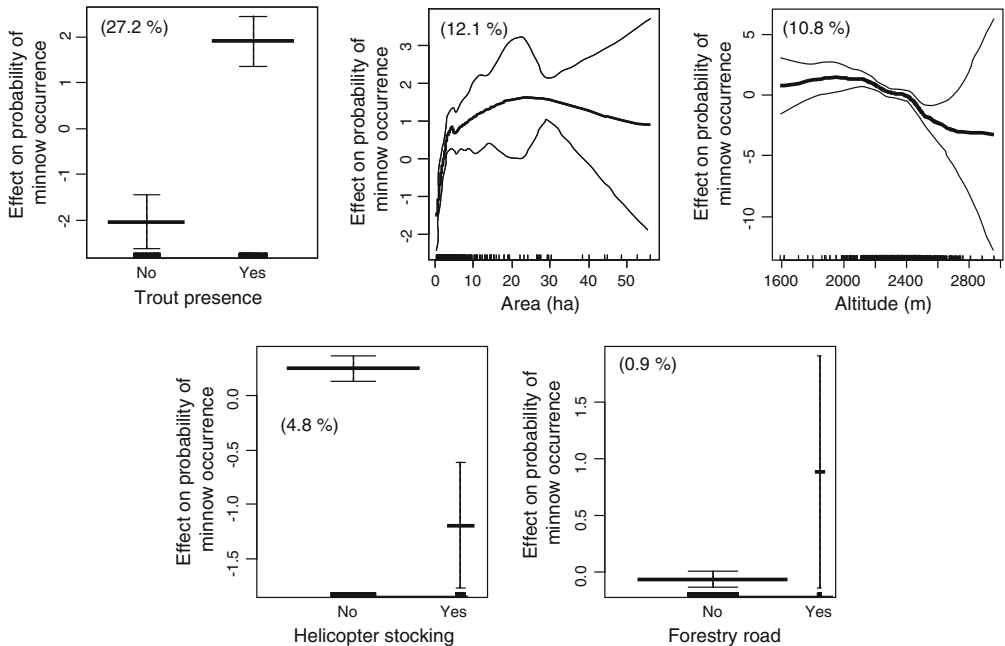 Effect on probability of
minnow occurrence
2
1
0
-1
-2
(27.2 %)
No Yes
Trout presence
Effect on probability of
minnow occurrence
3
2
1
0
-1
-2
(12.1 %)
0 10 20 30 40 50
Area (ha)
Effect on probability of
minnow occurrence
5
0
-5
-10
(10.8 %)
1600 2000 2400 2800
Altitude (m)
Effect on probability of
minnow occurrence
0.0
-0.5
-1.0
-1.5
(4.8 %)
No Yes
Helicopter stocking
Effect on probability of
minnow occurrence
1.5
1.0
0.5
0.0
(0.9 %)
No Yes
Forestry road